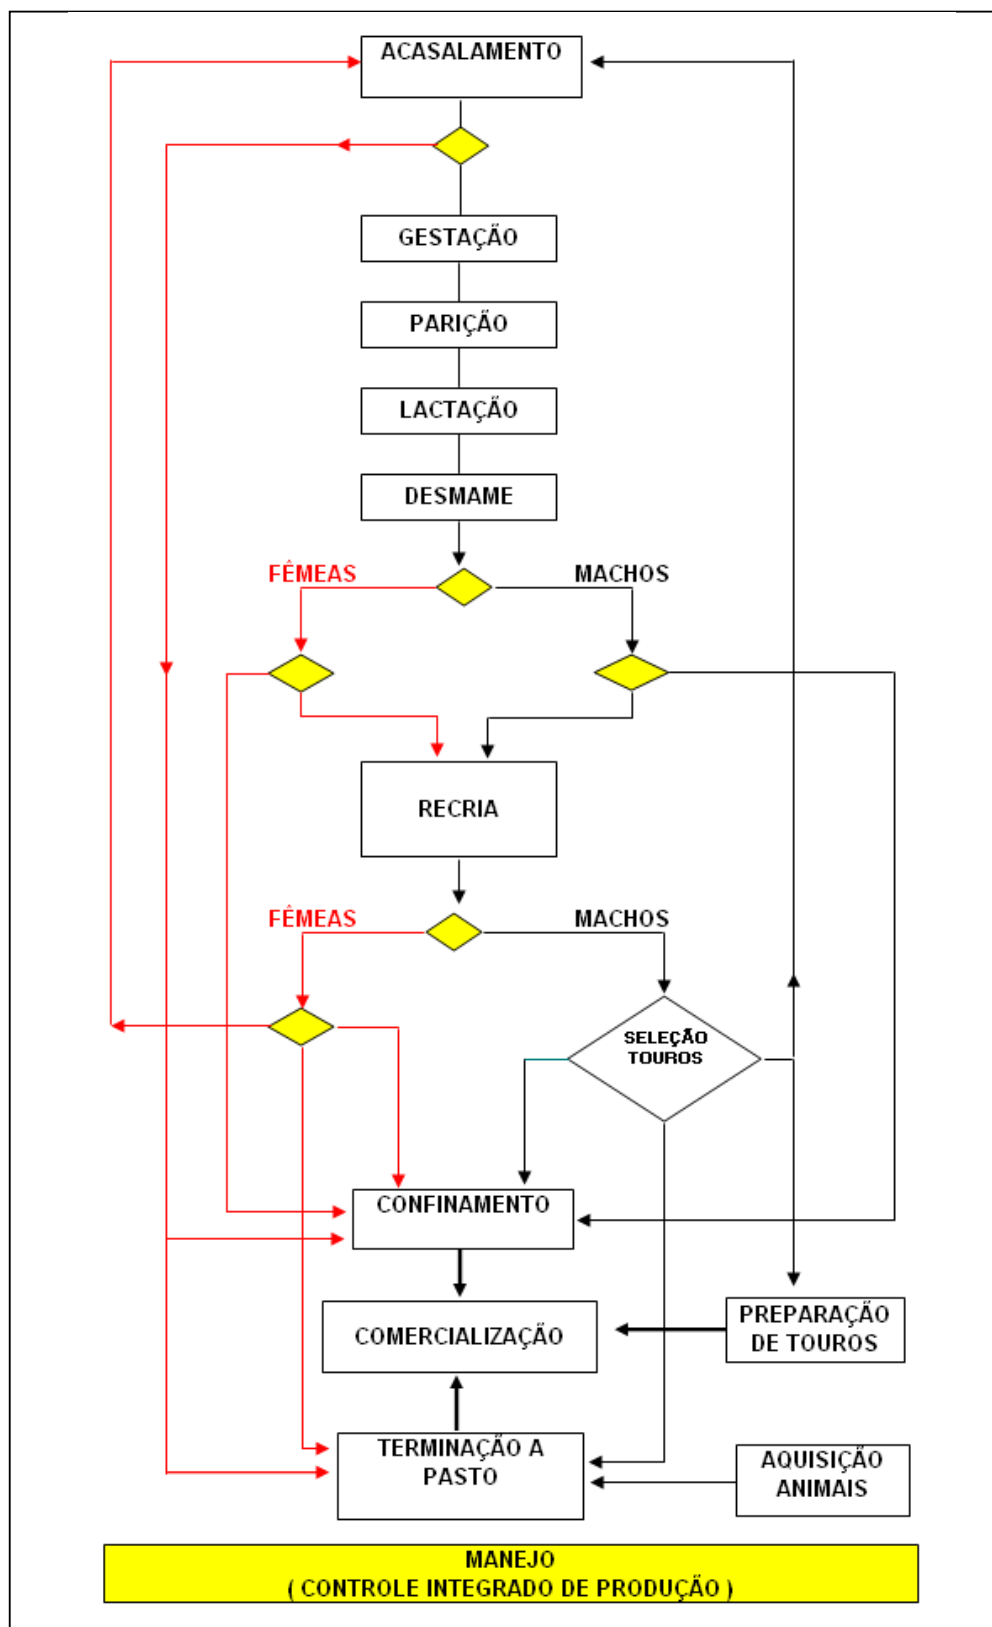 ACASALAMENTO
GESTAÇÃO
PARIÇÃO
LACTAÇÃO
DESMAME
FÊMEAS
MACHOS
RECRIA
FÊMEAS
MACHOS
SELEÇÃO
TOUROS
CONFINAMENTO
PREPARAÇÃO
DE TOUROS
COMERCIALIZAÇÃO
TERMINAÇÃO A
PASTO
AQUISIÇÃO
ANIMAIS
MANEJO
( CONTROLE INTEGRADO DE PRODUÇÃO )